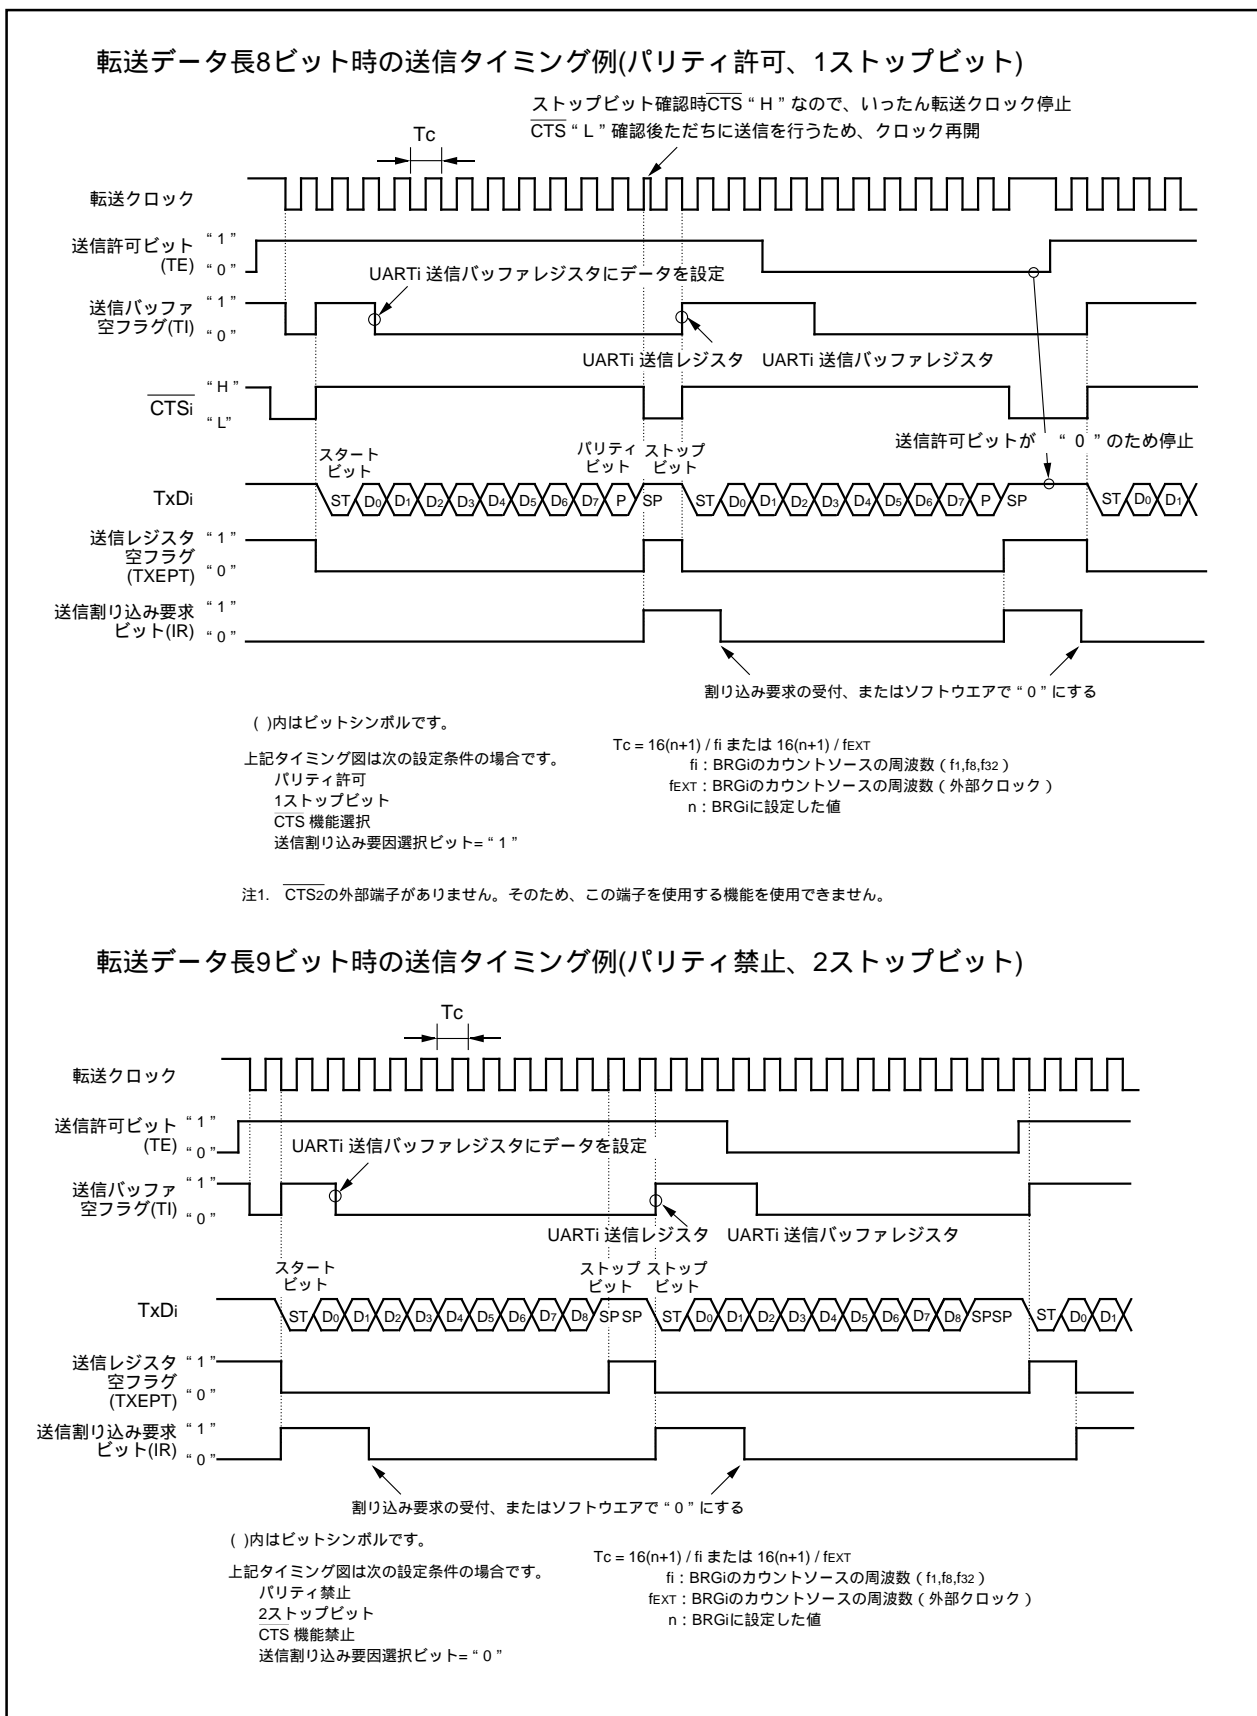 転送データ長8ビット時の送信タイミング例(パリティ許可、1ストップビット)
ストップビット確認時CTS “ H ” なので、いったん転送クロック停止
CTS “ L ” 確認後ただちに送信を行うため、クロック再開
Tc
転送クロック
送信許可ビット
(TE)
“ 1 ”
“ 0 ”
UARTi 送信バッファレジスタにデータを設定
送信バッファ
空フラグ(TI)
“ 1 ”
“ 0 ”
UARTi 送信レジスタ UARTi 送信バッファレジスタ
CTSi
“ H ”
“ L”
送信許可ビットが “ 0 ” のため停止
スタート
ビット
パリティ
ビット
ストップ
ビット
TxDi
ST D0 D1 D2 D3 D4 D5 D6 D7 P SP ST D0 D1 D2 D3 D4 D5 D6 D7 P SP ST D0 D1
送信レジスタ
空フラグ
(TXEPT)
“ 1 ”
“ 0 ”
送信割り込み要求
ビット(IR)
“ 1 ”
“ 0 ”
割り込み要求の受付、またはソフトウエアで “ 0 ” にする
( )内はビットシンボルです。
上記タイミング図は次の設定条件の場合です。
パリティ許可
1ストップビット
CTS 機能選択
送信割り込み要因選択ビット= “ 1 ”
Tc = 16(n+1) / fi または 16(n+1) / fEXT
fi : BRGiのカウントソースの周波数 ( f1,f8,f32 )
fEXT : BRGiのカウントソースの周波数 ( 外部クロック )
n : BRGiに設定した値
注1. CTS2の外部端子がありません。そのため、この端子を使用する機能を使用できません。
転送データ長9ビット時の送信タイミング例(パリティ禁止、2ストップビット)
Tc
転送クロック
送信許可ビット
(TE)
“ 1 ”
“ 0 ”
UARTi 送信バッファレジスタにデータを設定
送信バッファ
空フラグ(TI)
“ 1 ”
“ 0 ”
UARTi 送信レジスタ UARTi 送信バッファレジスタ
スタート
ビット
ストップ
ビット
ストップ
ビット
TxDi
ST D0 D1 D2 D3 D4 D5 D6 D7 D8 SP SP ST D0 D1 D2 D3 D4 D5 D6 D7 D8 SPSP ST D0 D1
送信レジスタ
空フラグ
(TXEPT)
“ 1 ”
“ 0 ”
送信割り込み要求
ビット(IR)
“ 1 ”
“ 0 ”
割り込み要求の受付、またはソフトウエアで “ 0 ” にする
( )内はビットシンボルです。
上記タイミング図は次の設定条件の場合です。
パリティ禁止
2ストップビット
CTS 機能禁止
送信割り込み要因選択ビット= “ 0 ”
Tc = 16(n+1) / fi または 16(n+1) / fEXT
fi : BRGiのカウントソースの周波数 ( f1,f8,f32 )
fEXT : BRGiのカウントソースの周波数 ( 外部クロック )
n : BRGiに設定した値